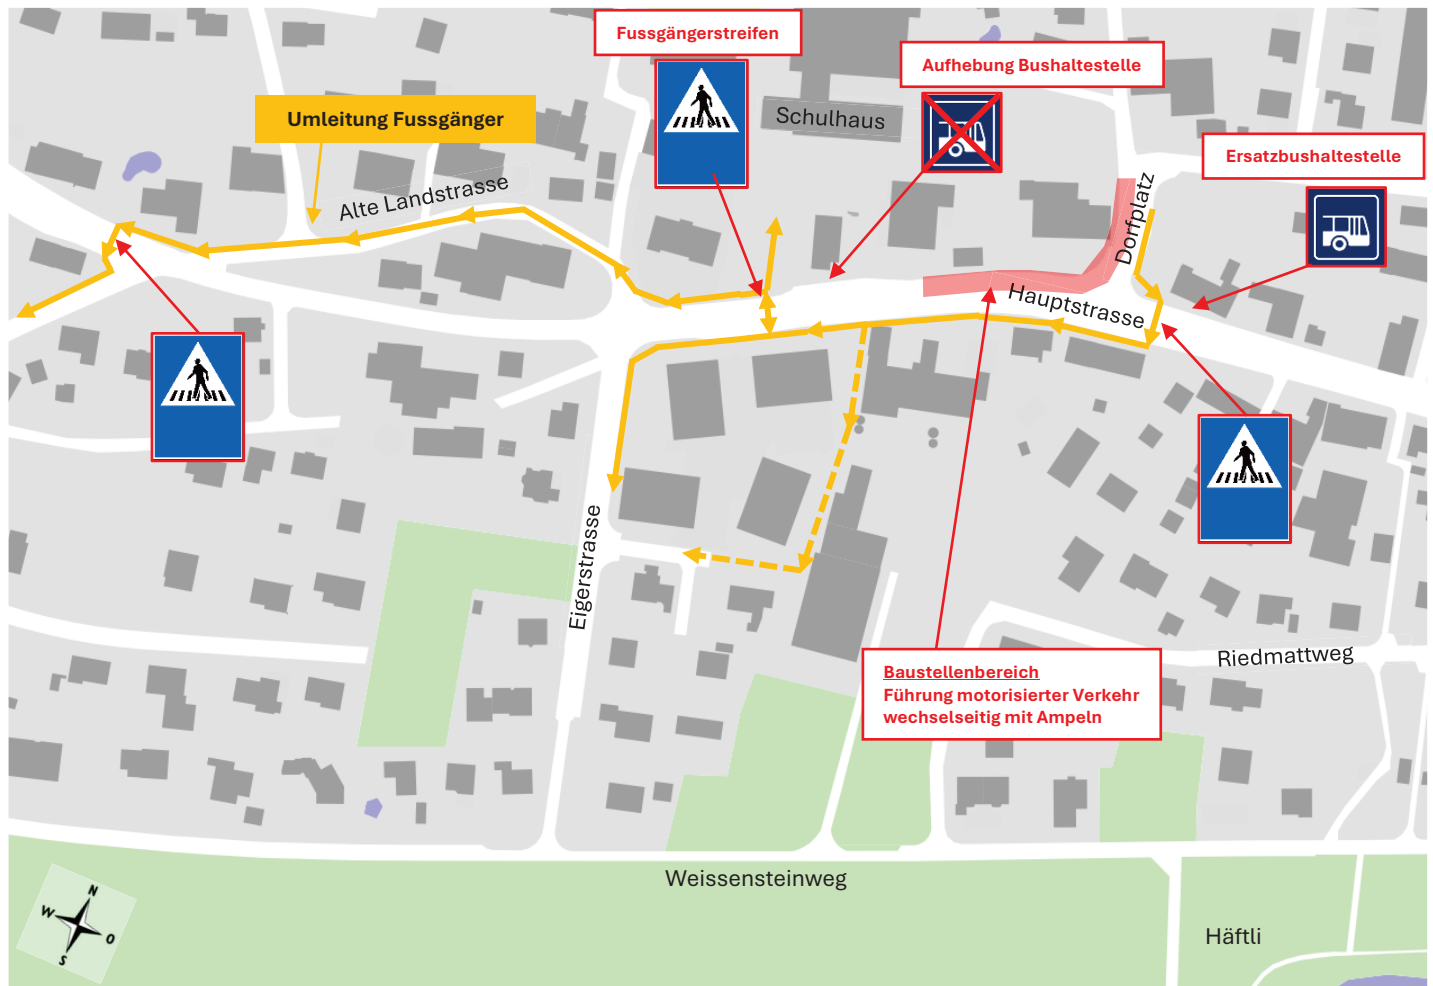 Fussgängerstreifen
Aufhebung Bushaltestelle
Umleitung Fussgänger
Schulhaus
Ersatzbushaltestelle
Alte Landstrasse
Dorfplatz
Hauptstrasse
Eigerstrasse
Riedmattweg
Baustellenbereich
Führung motorisierter Verkehr
wechselseitig mit Ampeln
Weissensteinweg
Häftli
N
W
O
S